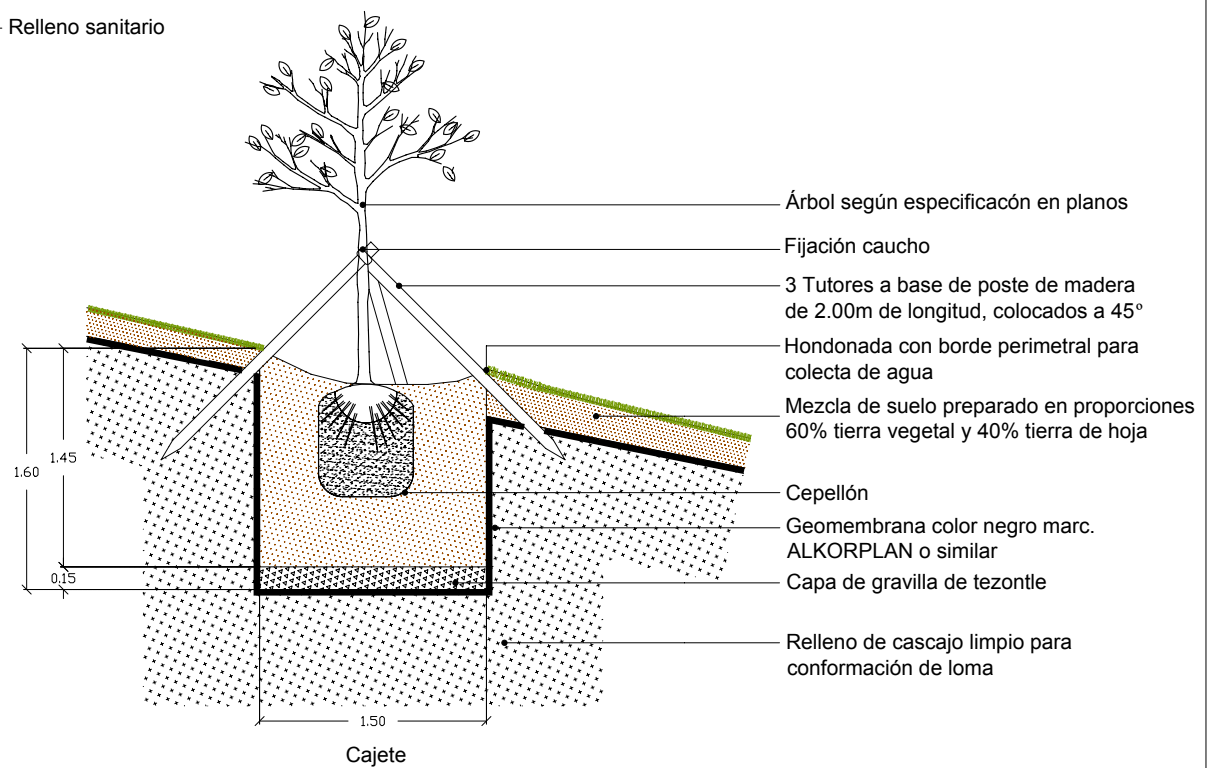 Relleno sanitario
Árbol según especificacón en planos
Fijación caucho
3 Tutores a base de poste de madera
de 2.00m de longitud, colocados a 45°
Hondonada con borde perimetral para
colecta de agua
Mezcla de suelo preparado en proporciones
60% tierra vegetal y 40% tierra de hoja
1.45
1.60
Cepellón
Geomembrana color negro marc.
ALKORPLAN o similar
0.15
Capa de gravilla de tezontle
Relleno de cascajo limpio para
conformación de loma
1.50
Cajete